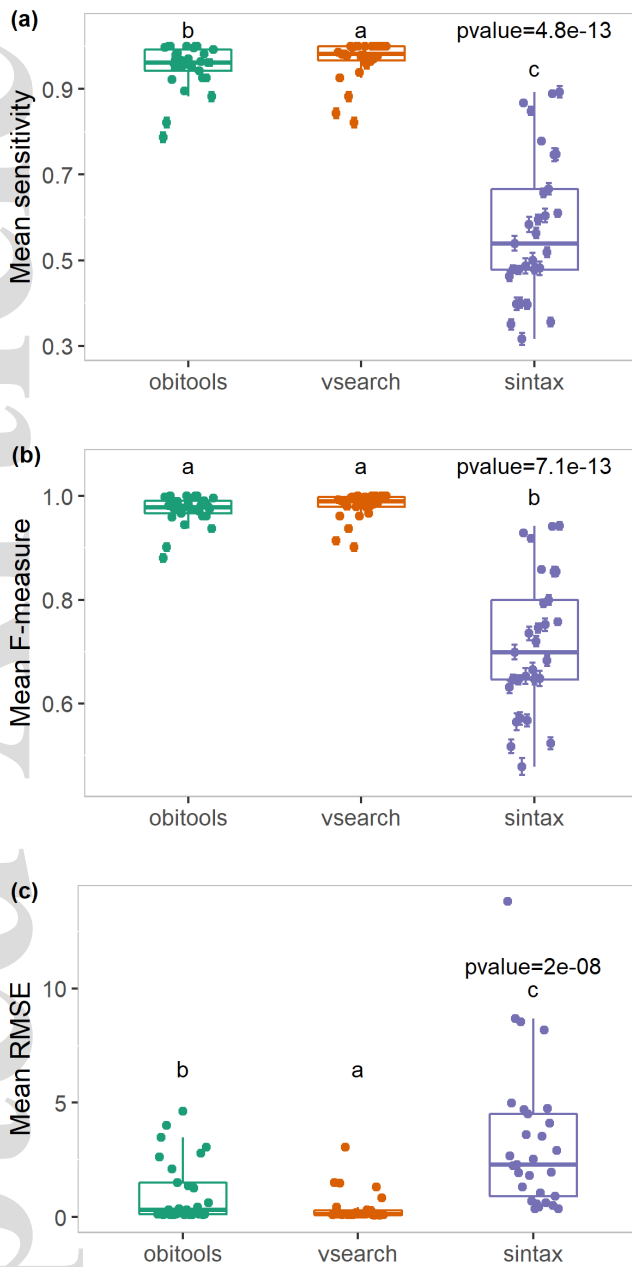 (a)
b
a
pvalue=4.8e-13
c
Mean sensitivity
0.9
0.7
0.5
0.3
obitools
vsearch
sintax
(b)
a
a
pvalue=7.1e-13
b
Mean F-measure
1.0
0.8
0.6
obitools
vsearch
sintax
(c)
pvalue=2e-08
c
b
a
Mean RMSE
10
5
0
obitools
vsearch
sintax